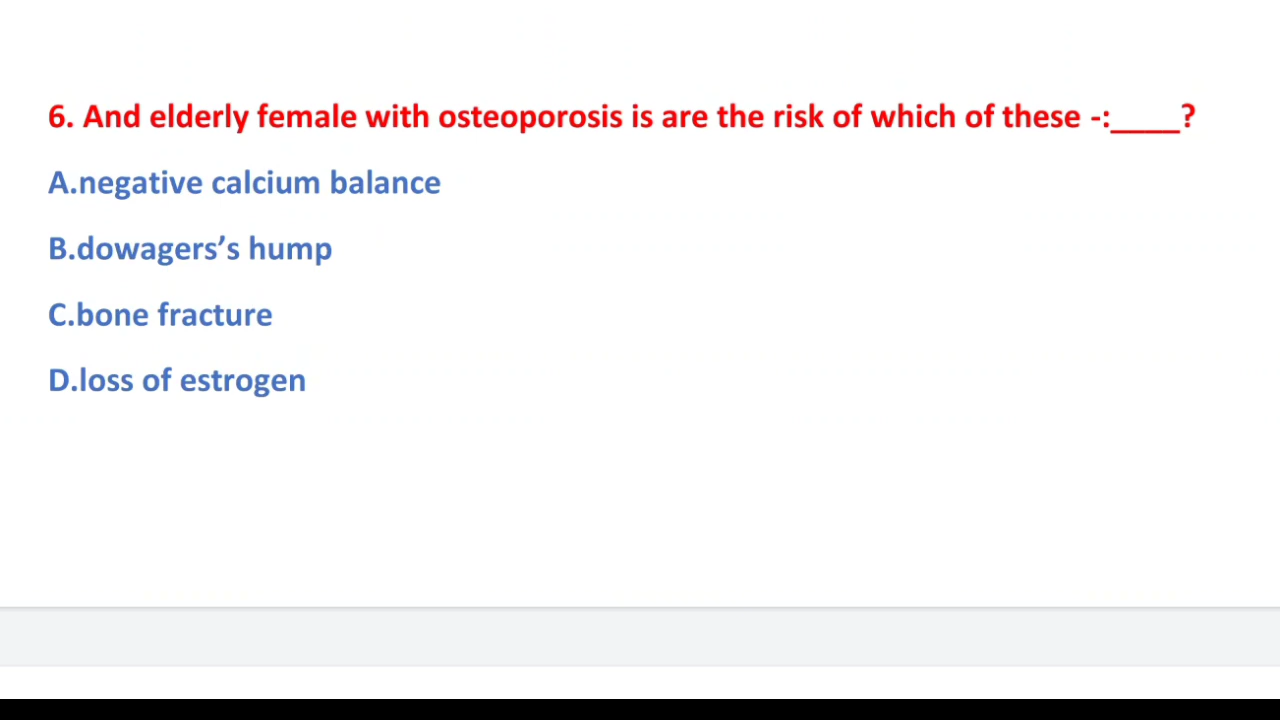 6. And elderly female with osteoporosis is are the risk of which of these -:____?
A.negative calcium balance
B.dowagers’s hump
C.bone fracture
D.loss of estrogen